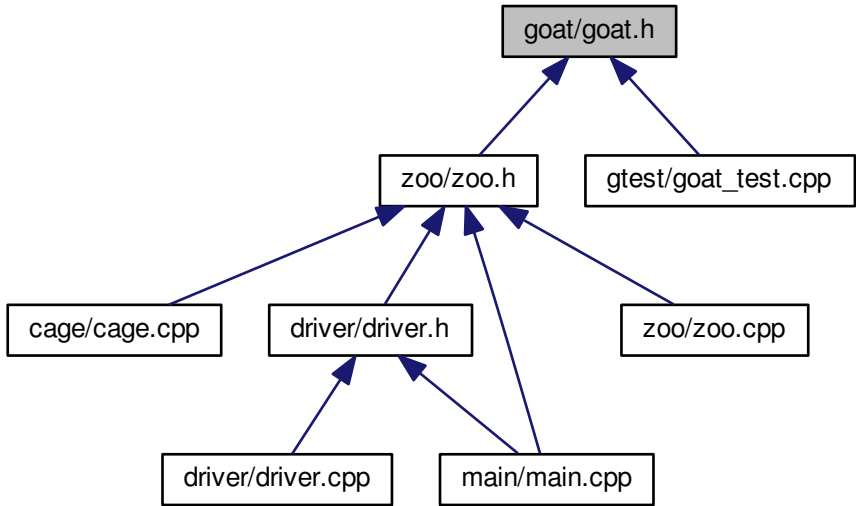 goat/goat.h
zoo/zoo.h
gtest/goat_test.cpp
cage/cage.cpp
driver/driver.h
zoo/zoo.cpp
driver/driver.cpp
main/main.cpp